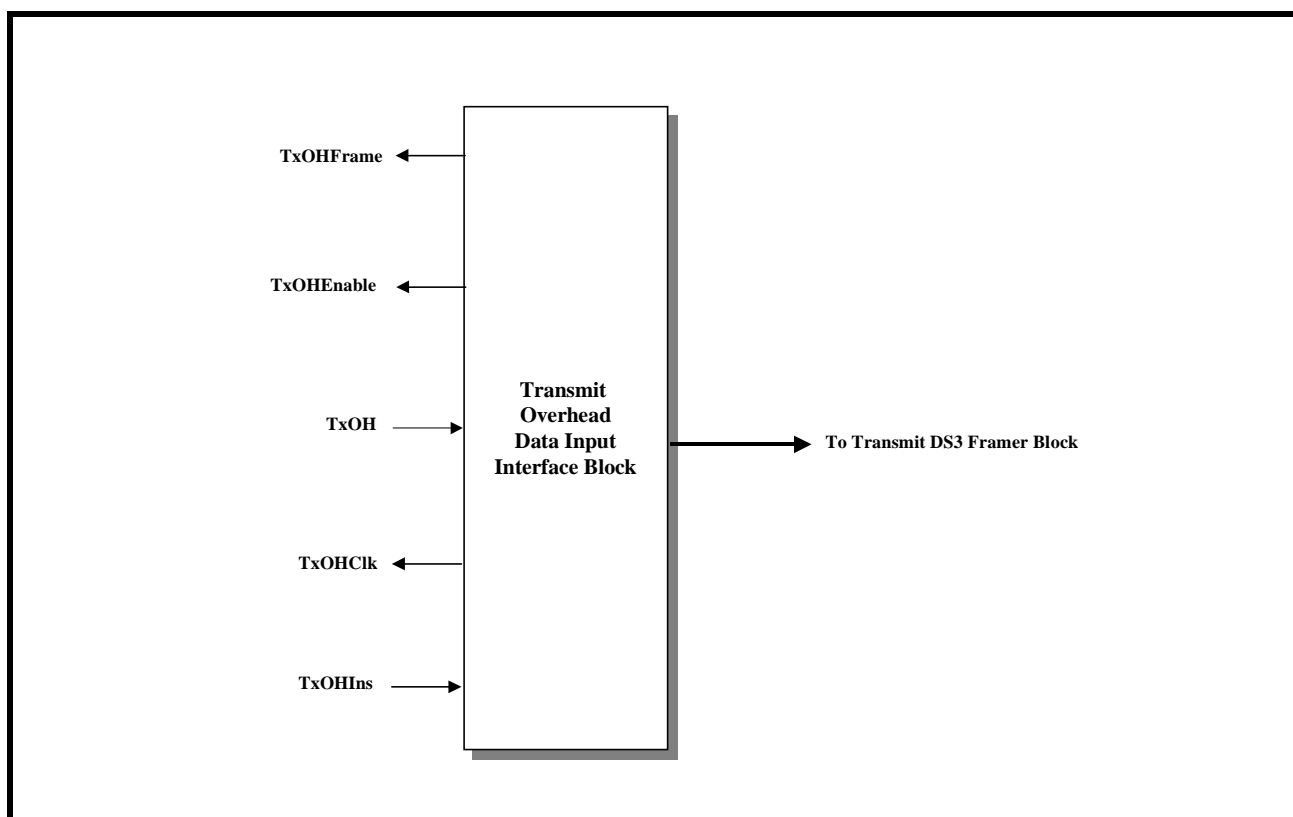 TxOHFrame
TxOHEnable
TxOH
TxOHClk
TxOHIns
Transmit
Overhead
Data Input
Interface Block
To Transmit DS3 Framer Block